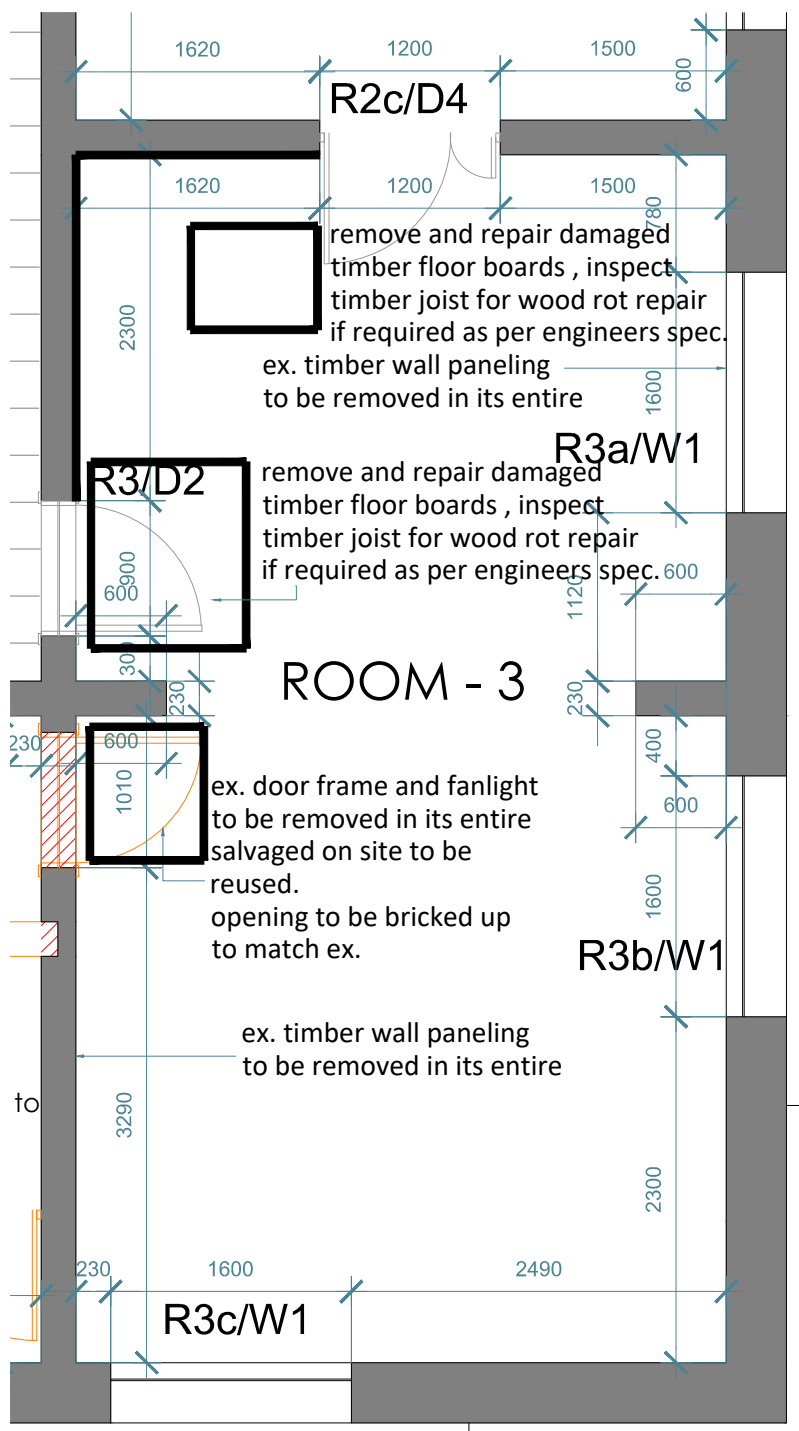 1620
1200
1500
600
R2c/D4
1620
1200
1500
780
remove and repair damaged
timber floor boards , inspect
timber joist for wood rot repair
if required as per engineers spec.
2300
ex. timber wall paneling
to be removed in its entire
1600
R3a/W1
R3/D2
remove and repair damaged
timber floor boards , inspect
timber joist for wood rot repair
if required as per engineers spec.
900
600
1120
600
300
ROOM - 3
230
230
230
600
400
1010
600
ex. door frame and fanlight
to be removed in its entire
salvaged on site to be
reused.
opening to be bricked up
to match ex.
1600
R3b/W1
ex. timber wall paneling
to be removed in its entire
to
3290
2300
230
1600
2490
R3c/W1